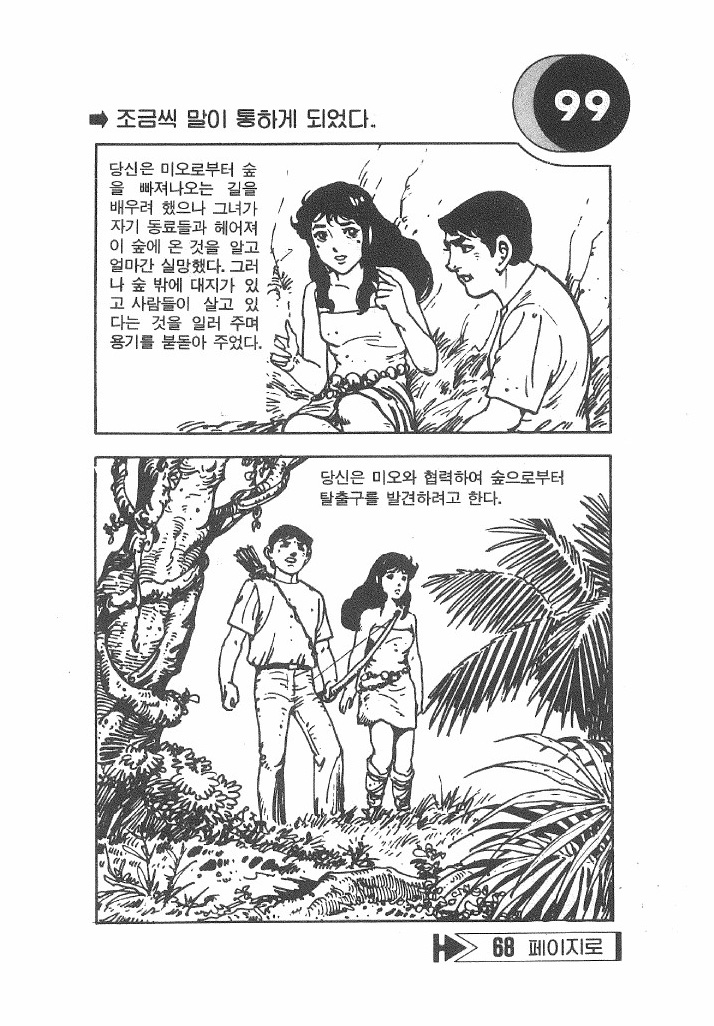 99
조금씩 말이 통하게 되었다.
당신은 미오로부터 숲
을 빠져나오는 길을
배우려 했으나 그녀가
자기 동료들과 헤어져
이 숲에 온 것을 알고
얼마간 실망했다. 그러
나 숲 밖에 대지가 있
고 사람들이 살고 있
다는 것을 일러 주며
용기를 붇돋아 주었다.
당신은 미오와 협력하여 숲으로부터
탈출구를 발견하려고 한다.
68 페이지로